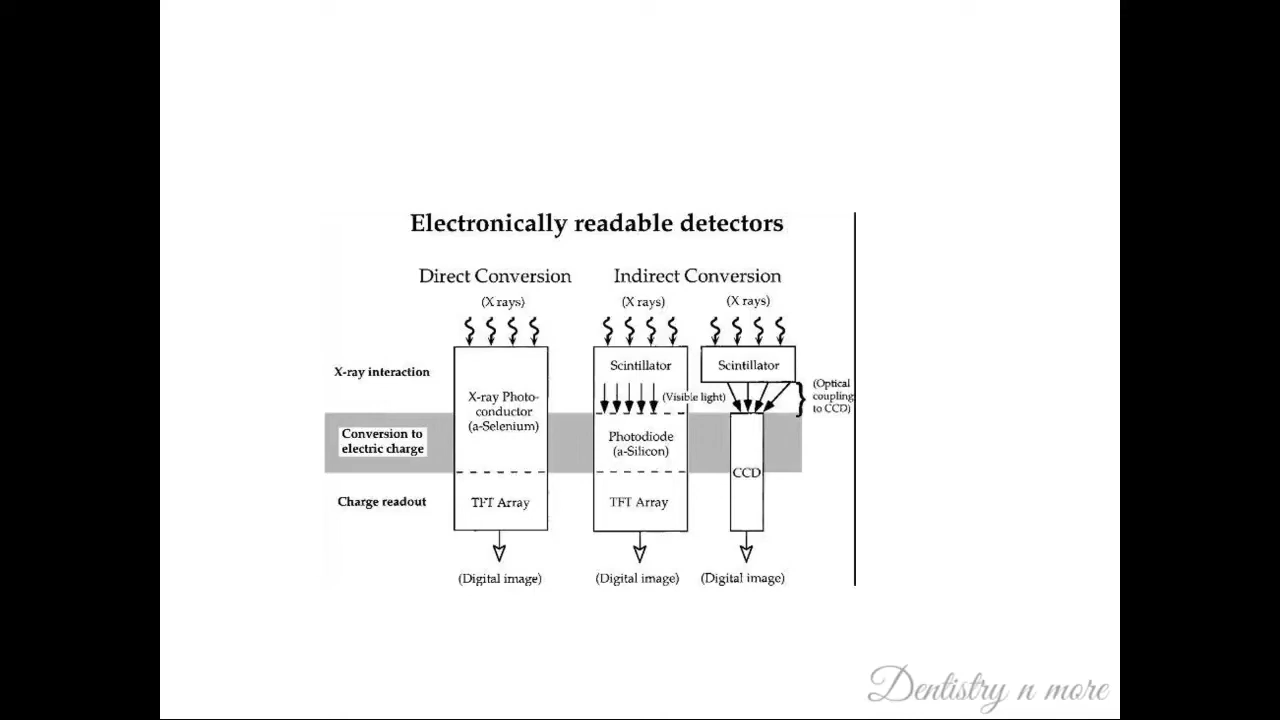 Electronically readable detectors
Direct Conversion
Indirect Conversion
(X rays)
(X rays)
(X rays)
X-ray interaction
Scintillator
Scintillator
X-ray Photo-
conductor
(a-Selenium)
(Visible light)
(Optical
coupling
to CCD)
Conversion to
electric charge
Photodiode
(a-Silicon)
CCD
Charge readout
TFT Array
TFT Array
(Digital image)
(Digital image)
(Digital image)
Dentistry n more